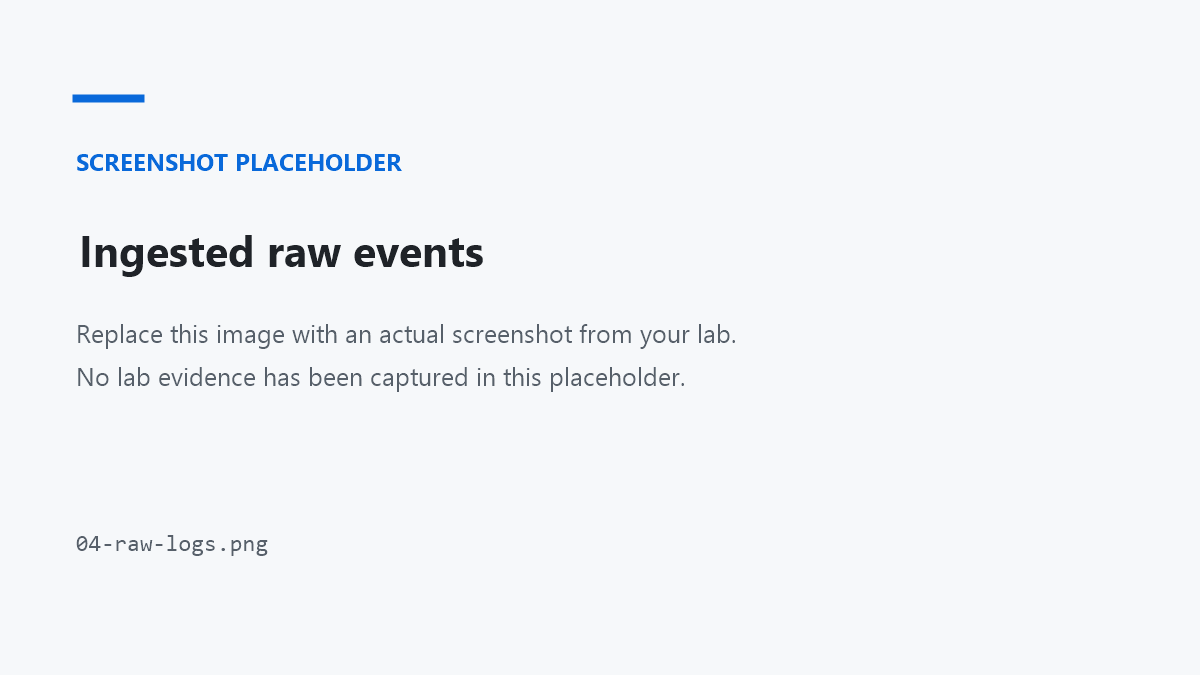 SCREENSHOT PLACEHOLDER
Ingested raw events
Replace this image with an actual screenshot from your lab.
No lab evidence has been captured in this placeholder.
04-raw-logs.png